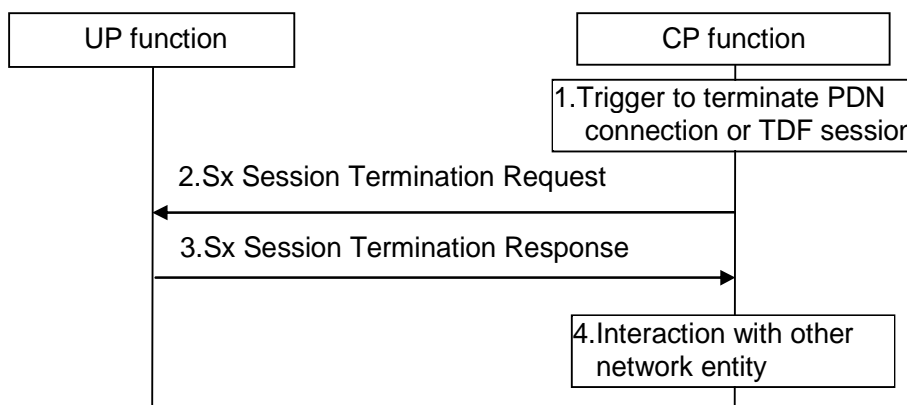 UP function
CP function
1.Trigger to terminate PDN
connection or TDF session
2.Sx Session Termination Request
3.Sx Session Termination Response
4.Interaction with other
network entity